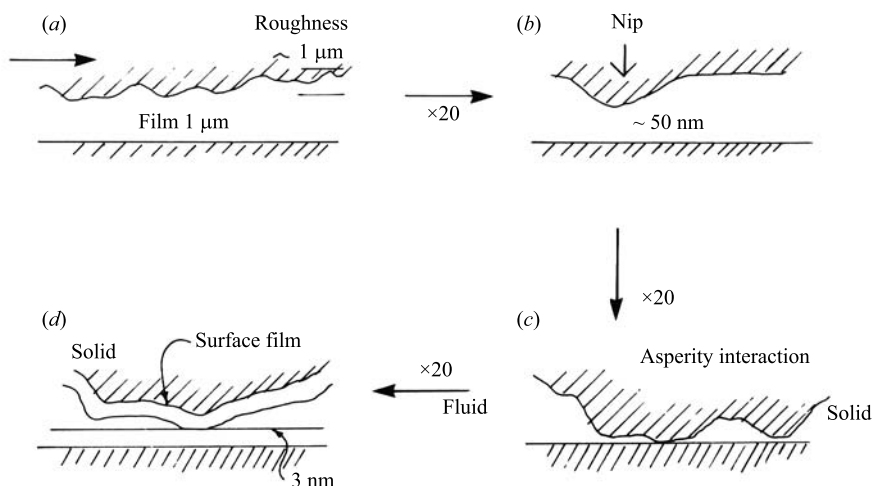 (a)
Roughness
~ 1 μm
Film 1 μm
×20
(b)
Nip
~ 50 nm
×20
(c)
Asperity interaction
Solid
×20
Fluid
(d)
Solid
Surface film
3 nm